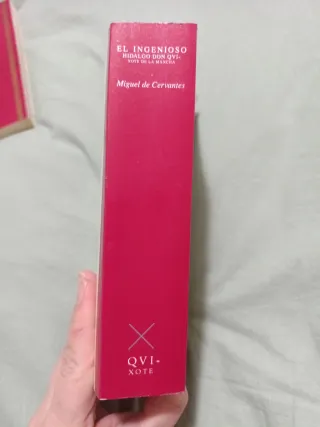 EL INGENIOSO
HIDALGO DON QVI-
XOTE DE LA MANCHA
Miguel de Cervantes
QVI-
XOTE